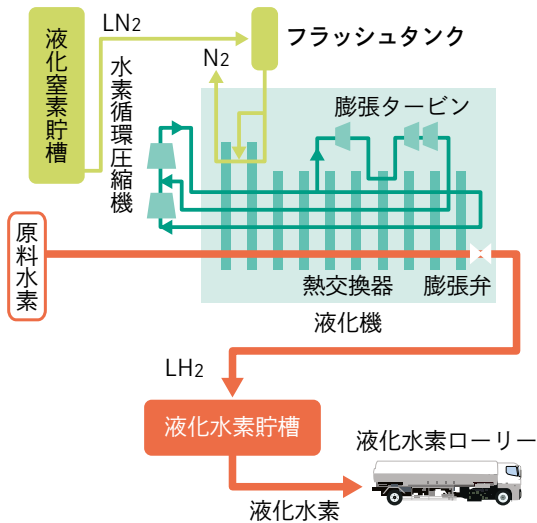 LN2
フラッシュタンク
液化窒素貯槽
N2
水素循環圧縮機
膨張タービン
原料水素
熱交換器
膨張弁
液化機
LH2
液化水素貯槽
液化水素ローリー
液化水素